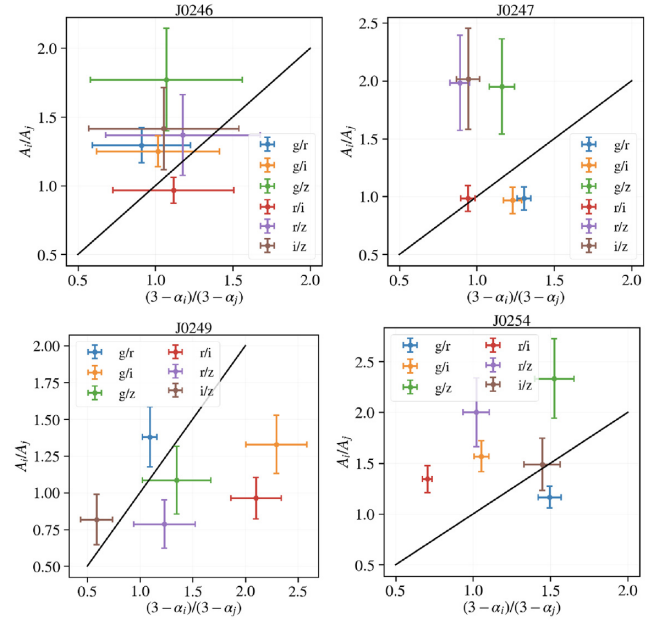 J0246
2.0
1.5
1.0
0.5
A_i/A_j
g/r
g/i
g/z
r/i
r/z
i/z
0.5 1.0 1.5 2.0
(3 − α_i)/(3 − α_j)
J0247
2.5
2.0
1.5
1.0
0.5
A_i/A_j
g/r
g/i
g/z
r/i
r/z
i/z
0.5 1.0 1.5 2.0
(3 − α_i)/(3 − α_j)
J0249
2.00
1.75
1.50
1.25
1.00
0.75
0.50
A_i/A_j
g/r r/i
g/i r/z
g/z i/z
0.5 1.0 1.5 2.0 2.5
(3 − α_i)/(3 − α_j)
J0254
2.5
2.0
1.5
1.0
0.5
A_i/A_j
g/r r/i
g/i r/z
g/z i/z
0.5 1.0 1.5 2.0
(3 − α_i)/(3 − α_j)